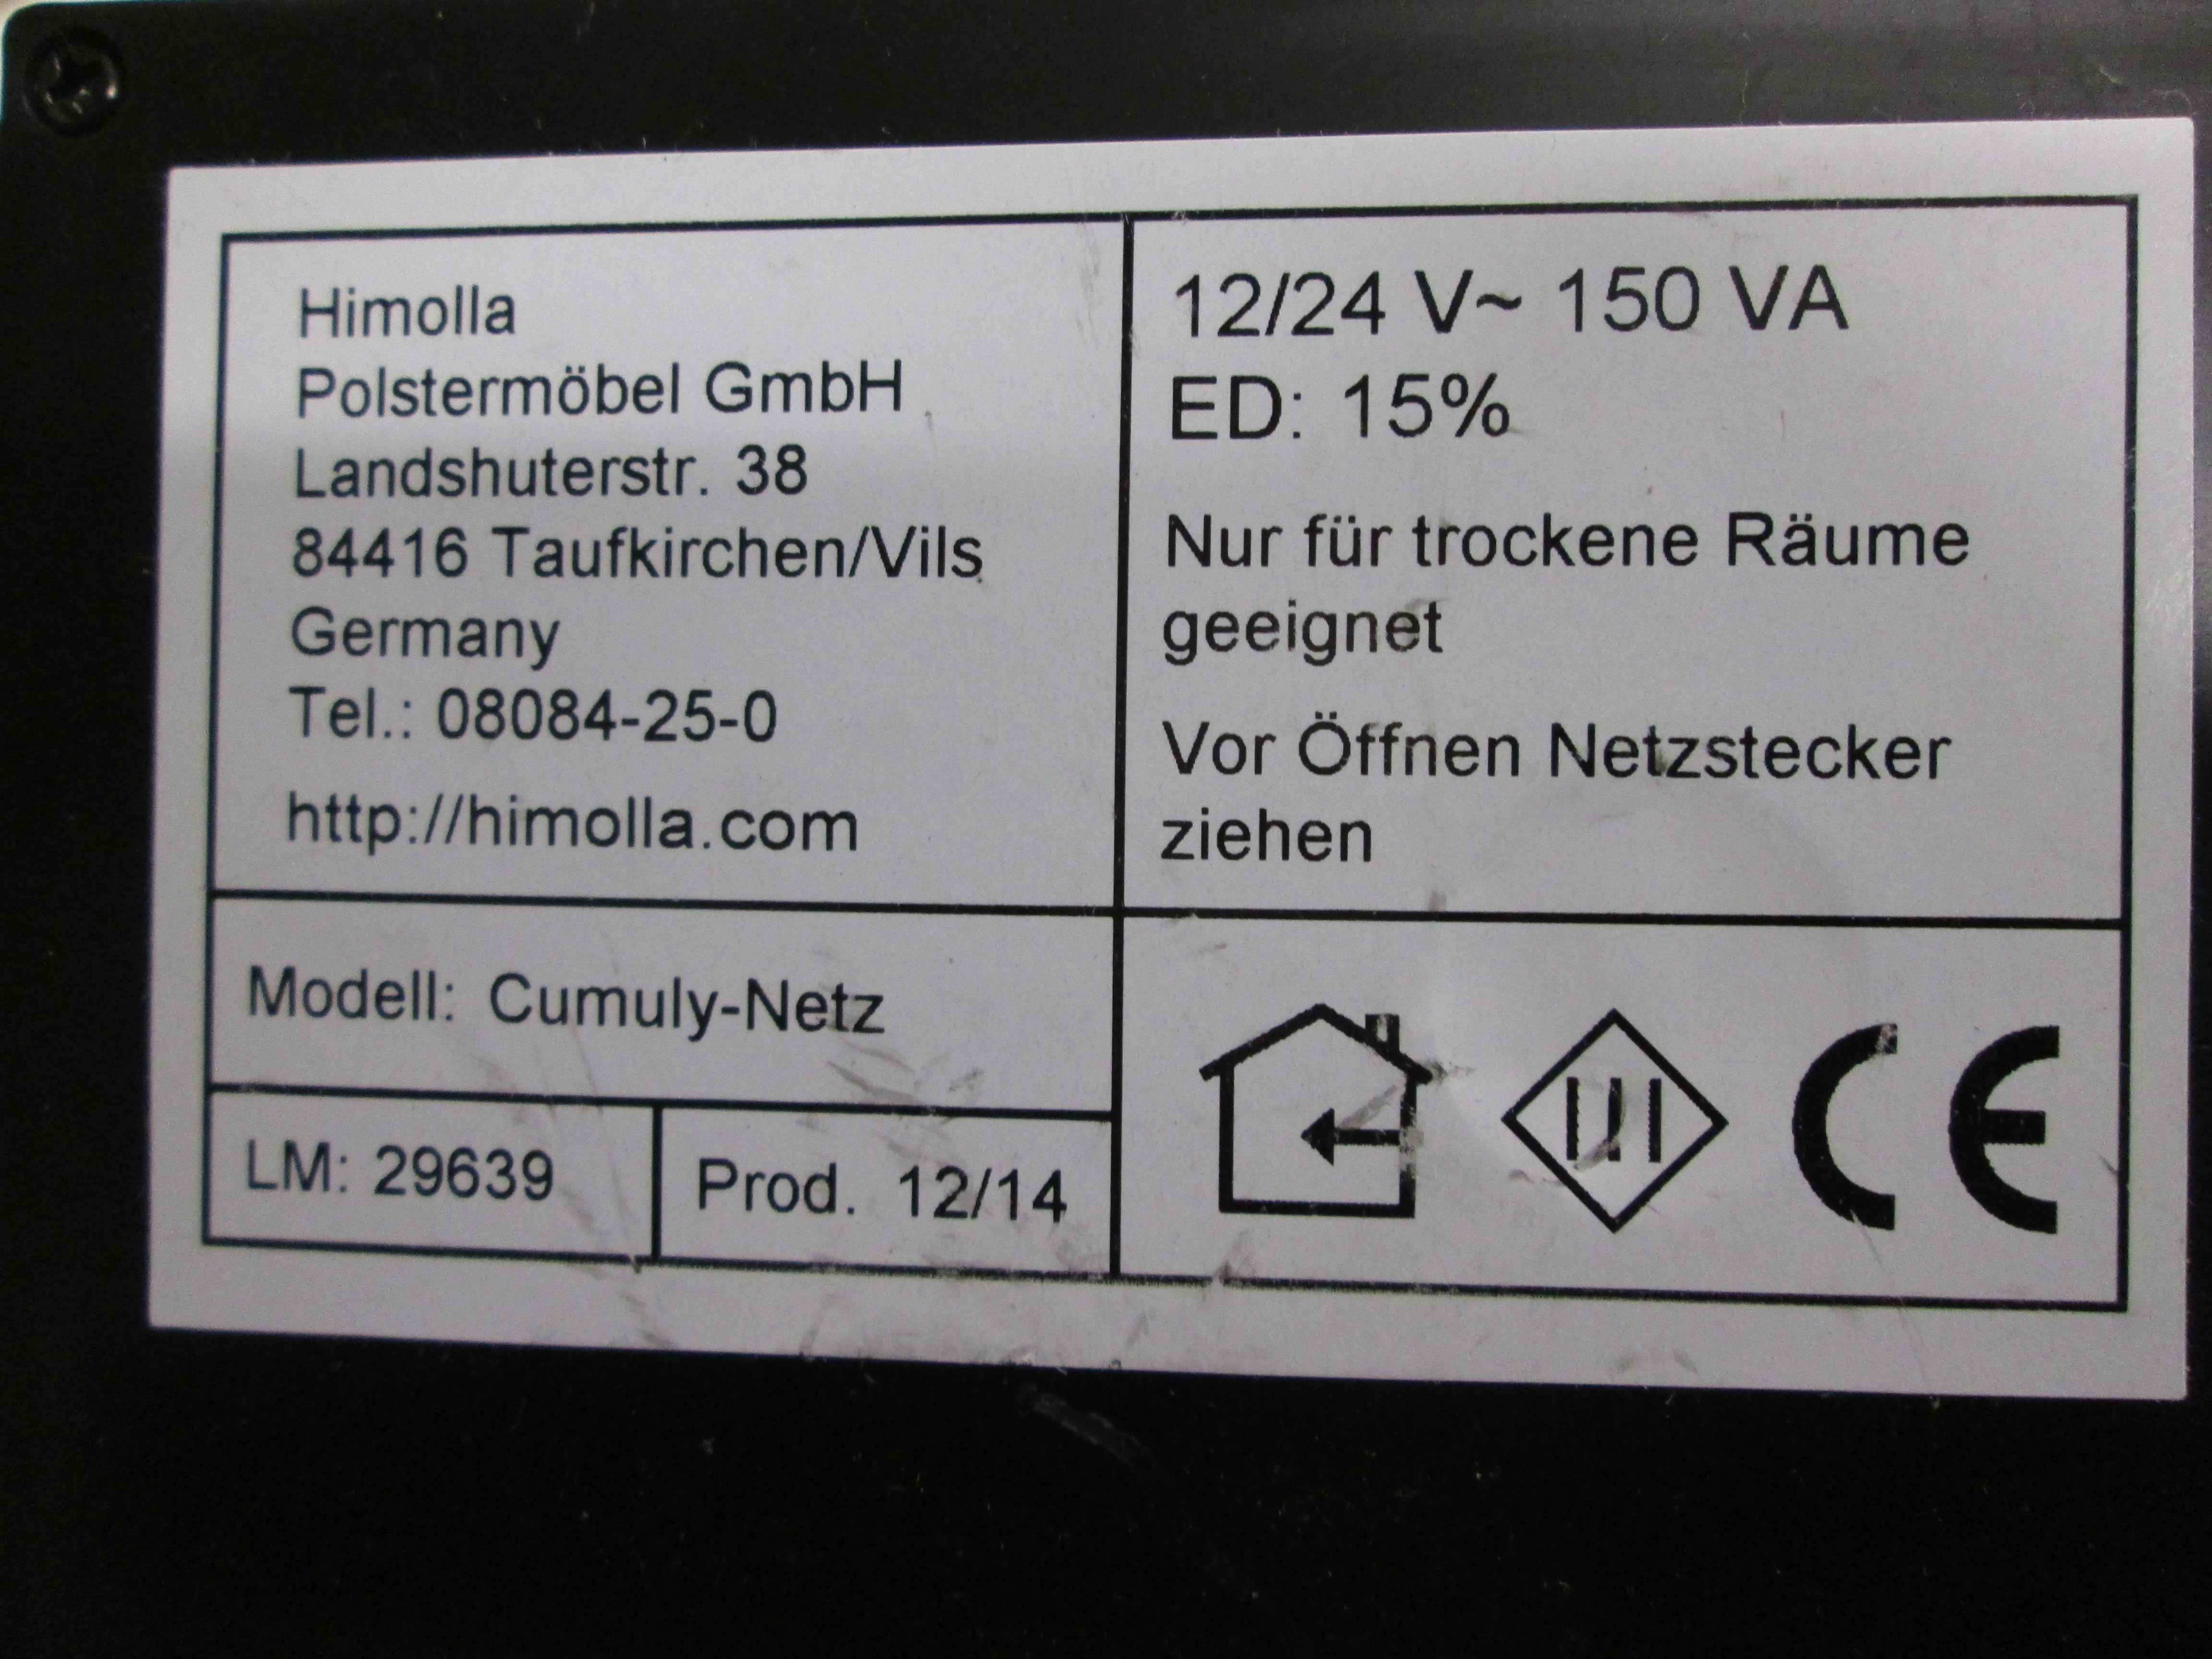 Himolla
Polstermöbel GmbH
Landshuterstr. 38
84416 Taufkirchen/Vils
Germany
Tel.: 08084-25-0
http://himolla.com
12/24 V~ 150 VA
ED: 15%
Nur für trockene Räume
geeignet
Vor Öffnen Netzstecker
ziehen
Modell: Cumuly-Netz
LM: 29639
Prod. 12/14
III
CE